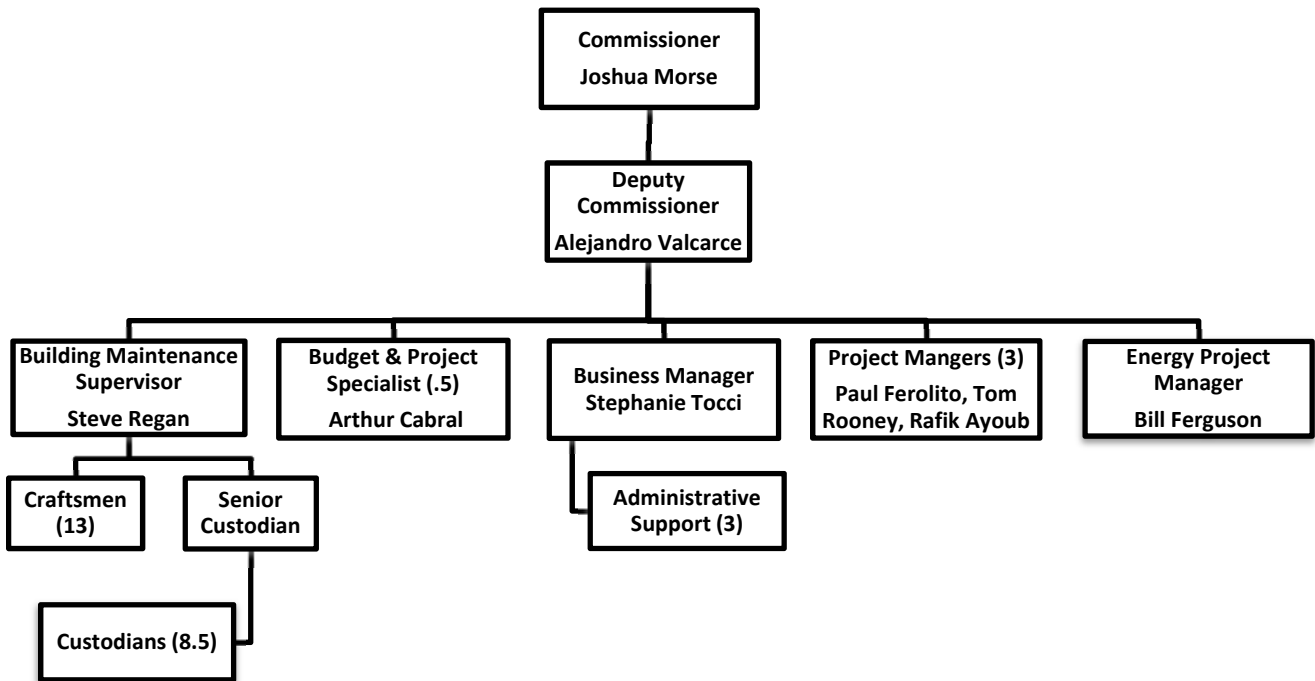 Commissioner
Joshua Morse
Deputy
Commissioner
Alejandro Valcarce
Building Maintenance
Supervisor
Steve Regan
Budget & Project
Specialist (.5)
Arthur Cabral
Business Manager
Stephanie Tocci
Project Mangers (3)
Paul Ferolito, Tom
Rooney, Rafik Ayoub
Energy Project
Manager
Bill Ferguson
Craftsmen
(13)
Senior
Custodian
Administrative
Support (3)
Custodians (8.5)